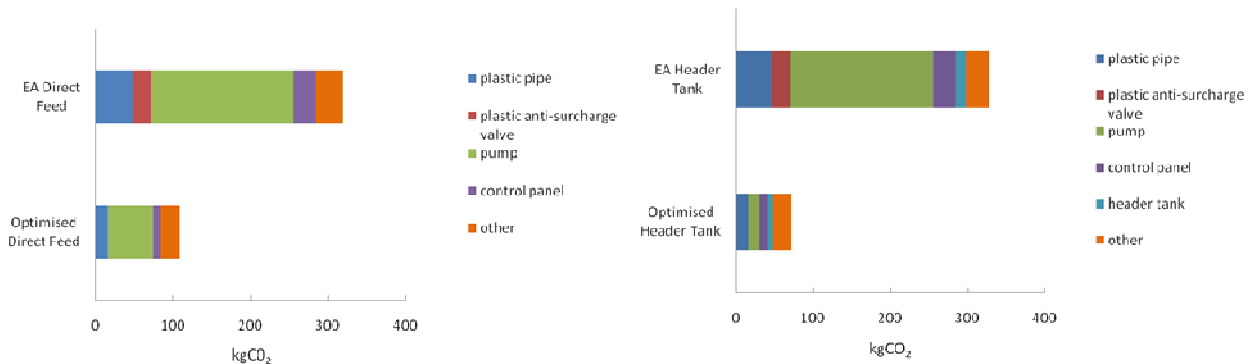 EA Direct
Feed
Optimised
Direct Feed
0 100 200 300 400
kgCO₂
plastic pipe
plastic anti-surcharge
valve
pump
control panel
other
EA Header
Tank
Optimised
Header Tank
0 100 200 300 400
kgCO₂
plastic pipe
plastic anti-surcharge
valve
pump
control panel
header tank
other